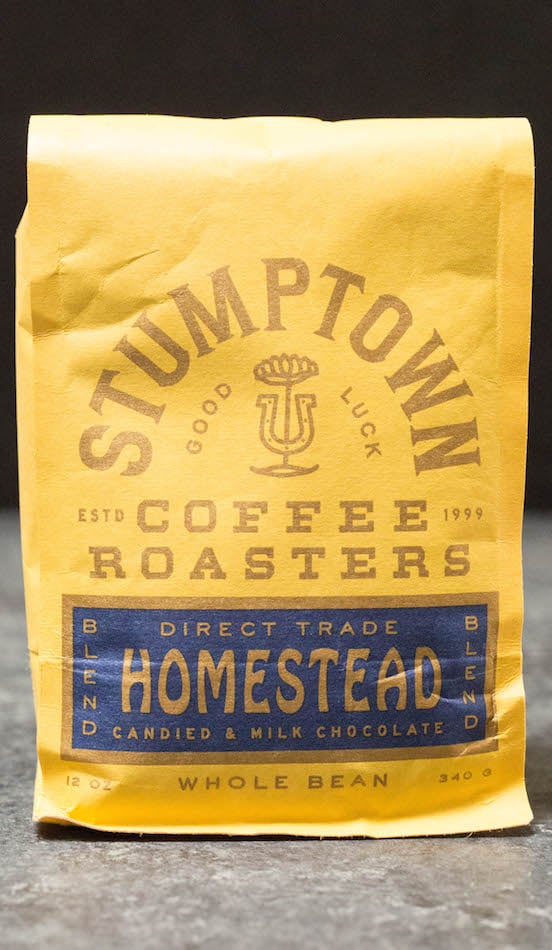 STUMPTOWN
GOOD LUCK
ESTD COFFEE 1999
ROASTERS
DIRECT TRADE
BLEND HOMESTEAD BLEND
CANDIED & MILK CHOCOLATE
12 OZ WHOLE BEAN 340 G